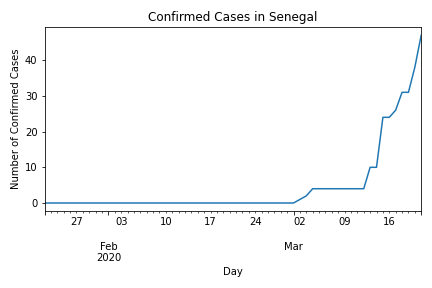 Confirmed Cases in Senegal
Number of Confirmed Cases
40
30
20
10
0
27 03 10 17 24 02 09 16
Feb Mar
2020
Day